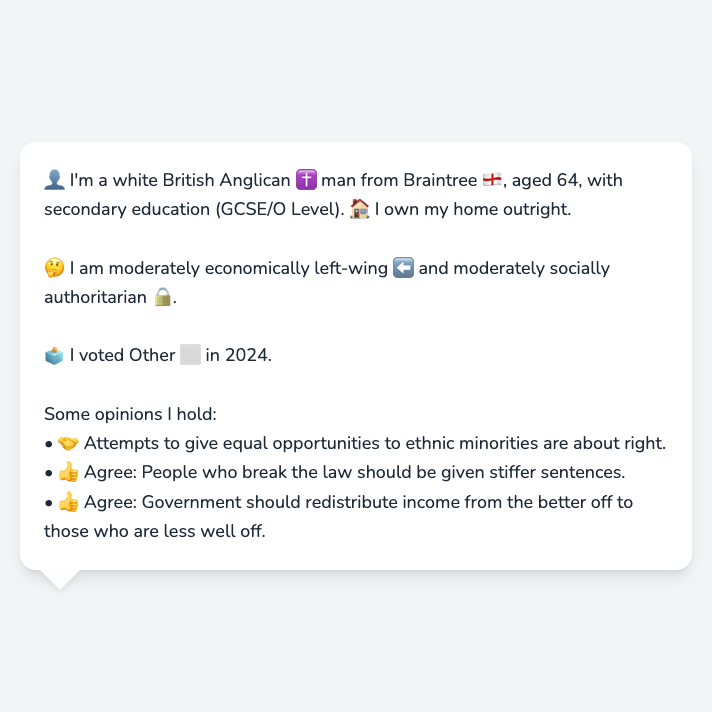 👤 I'm a white British Anglican ✝️ man from Braintree 🏴󠁧󠁢󠁥󠁮󠁧󠁿, aged 64, with
secondary education (GCSE/O Level). 🏠 I own my home outright.
🤔 I am moderately economically left-wing ⬅️ and moderately socially
authoritarian 🔒.
🗳️ I voted Other ⬜ in 2024.
Some opinions I hold:
• 🤝 Attempts to give equal opportunities to ethnic minorities are about right.
• 👍 Agree: People who break the law should be given stiffer sentences.
• 👍 Agree: Government should redistribute income from the better off to
those who are less well off.